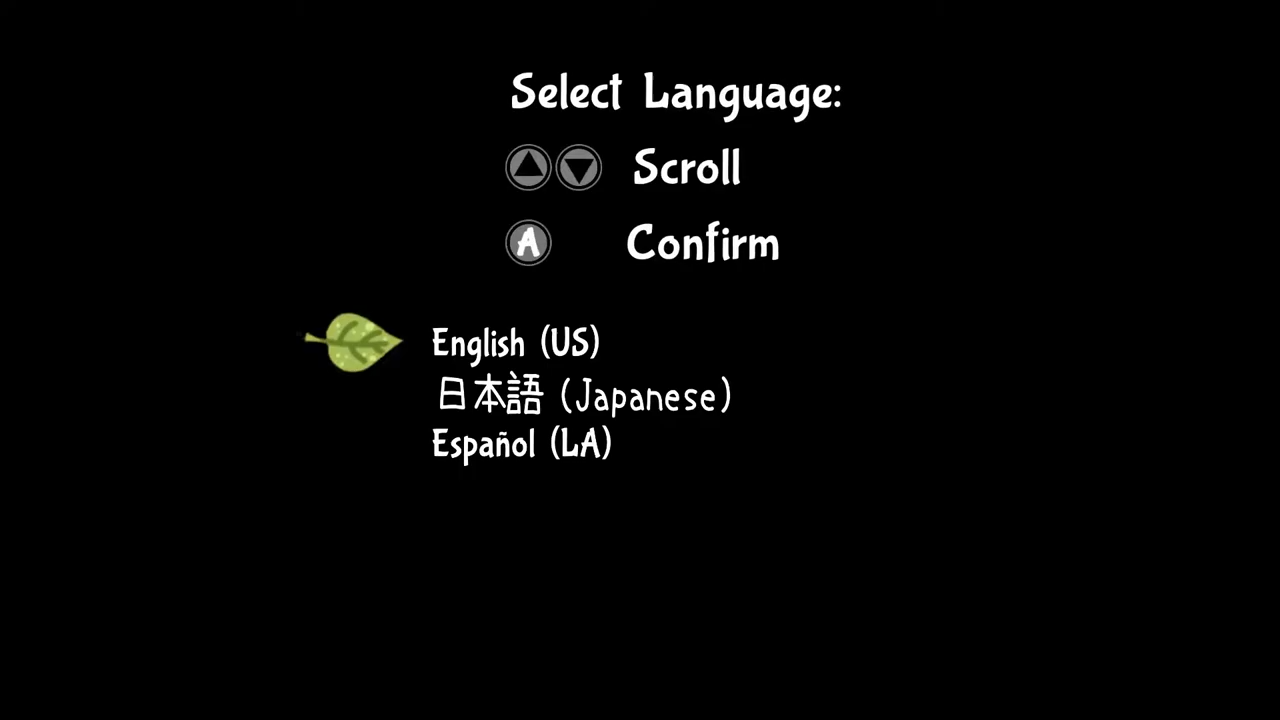 Select Language:
Scroll
A Confirm
English (US)
日本語 (Japanese)
Español (LA)